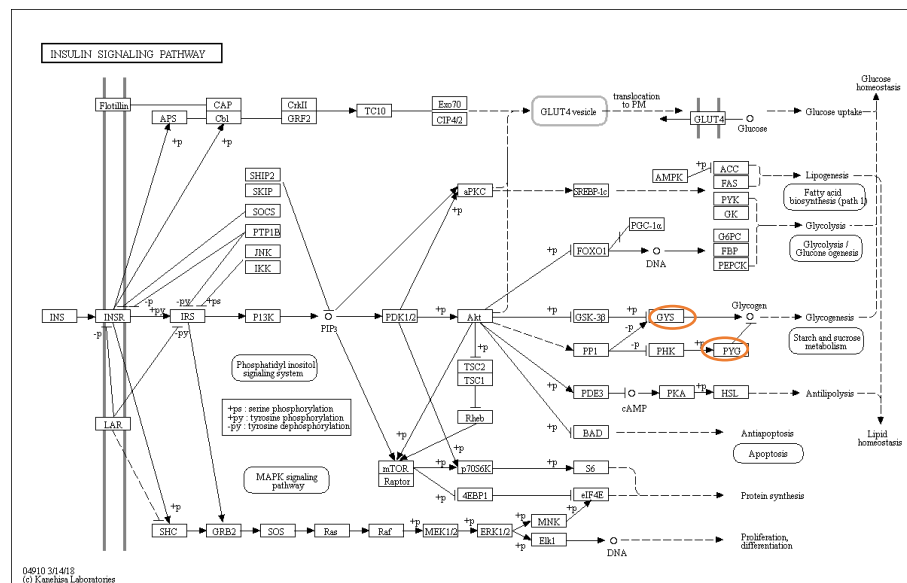 INSULIN SIGNALING PATHWAY
Glucose
homeostasis
Flotillin
CAP
Cbl
APS
CrkII
GRF2
TC10
Exo70
CIP4/2
GLUT4 vesicle
translocation
to PM
GLUT4
Glucose
Glucose uptake
+p
+p
SHIP2
SKIP
SOCS
PTP1B
JNK
IKK
aPKC
+p
SREBP-1c
AMPK
+p
ACC
FAS
Lipogenesis
Fatty acid
biosynthesis (path 1)
PYK
GK
Glycolysis
PGC-1α
+p
FOXO1
DNA
G6PC
FBP
PEPCK
Glycolysis /
Glucone ogenesis
INS
INSR
-p
+py
-p
-py
+ps
IRS
-py
P13K
PIP3
PDK1/2
+p
Akt
+p
GSK-3β
+p
GYS
Glycogen
Glycogenesis
Starch and sucrose
metabolism
+p
PP1
-p
-p
PHK
+p
PYG
Phosphatidyl inositol
signaling system
TSC2
TSC1
+p
+p
PDE3
cAMP
PKA
+p
HSL
Antilipolysis
+ps : serine phosphorylation
+py : tyrosine phosphorylation
-py : tyrosine dephosphorylation
LAR
Rheb
+p
BAD
Antiapoptosis
Apoptosis
Lipid
homeostasis
+p
mTOR
Raptor
+p
p70S6K
+p
S6
MAPK signaling
pathway
+p
4EBP1
eIF4E
Protein synthesis
+p
SHC
GRB2
SOS
Ras
Raf
+p
MEK1/2
+p
ERK1/2
+p
MNK
+p
+p
Elk1
DNA
Proliferation,
differentiation
04910 3/14/18
(c) Kanehisa Laboratories